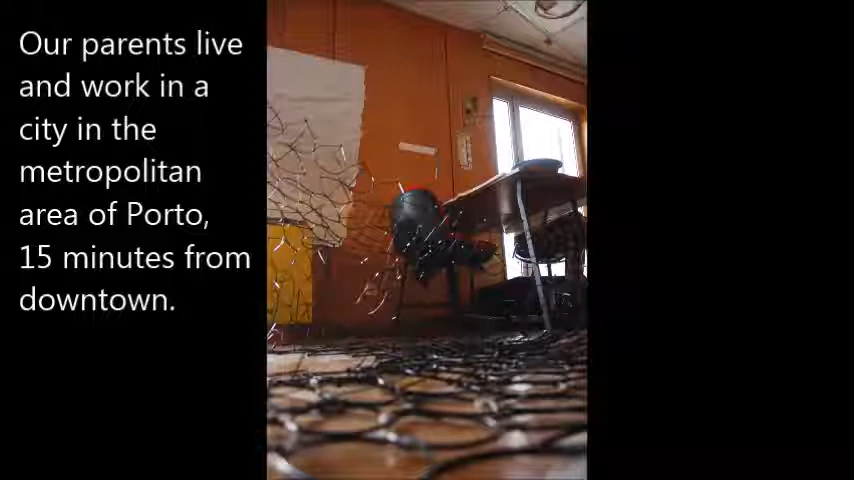 Our parents live
and work in a
city in the
metropolitan
area of Porto,
15 minutes from
downtown.